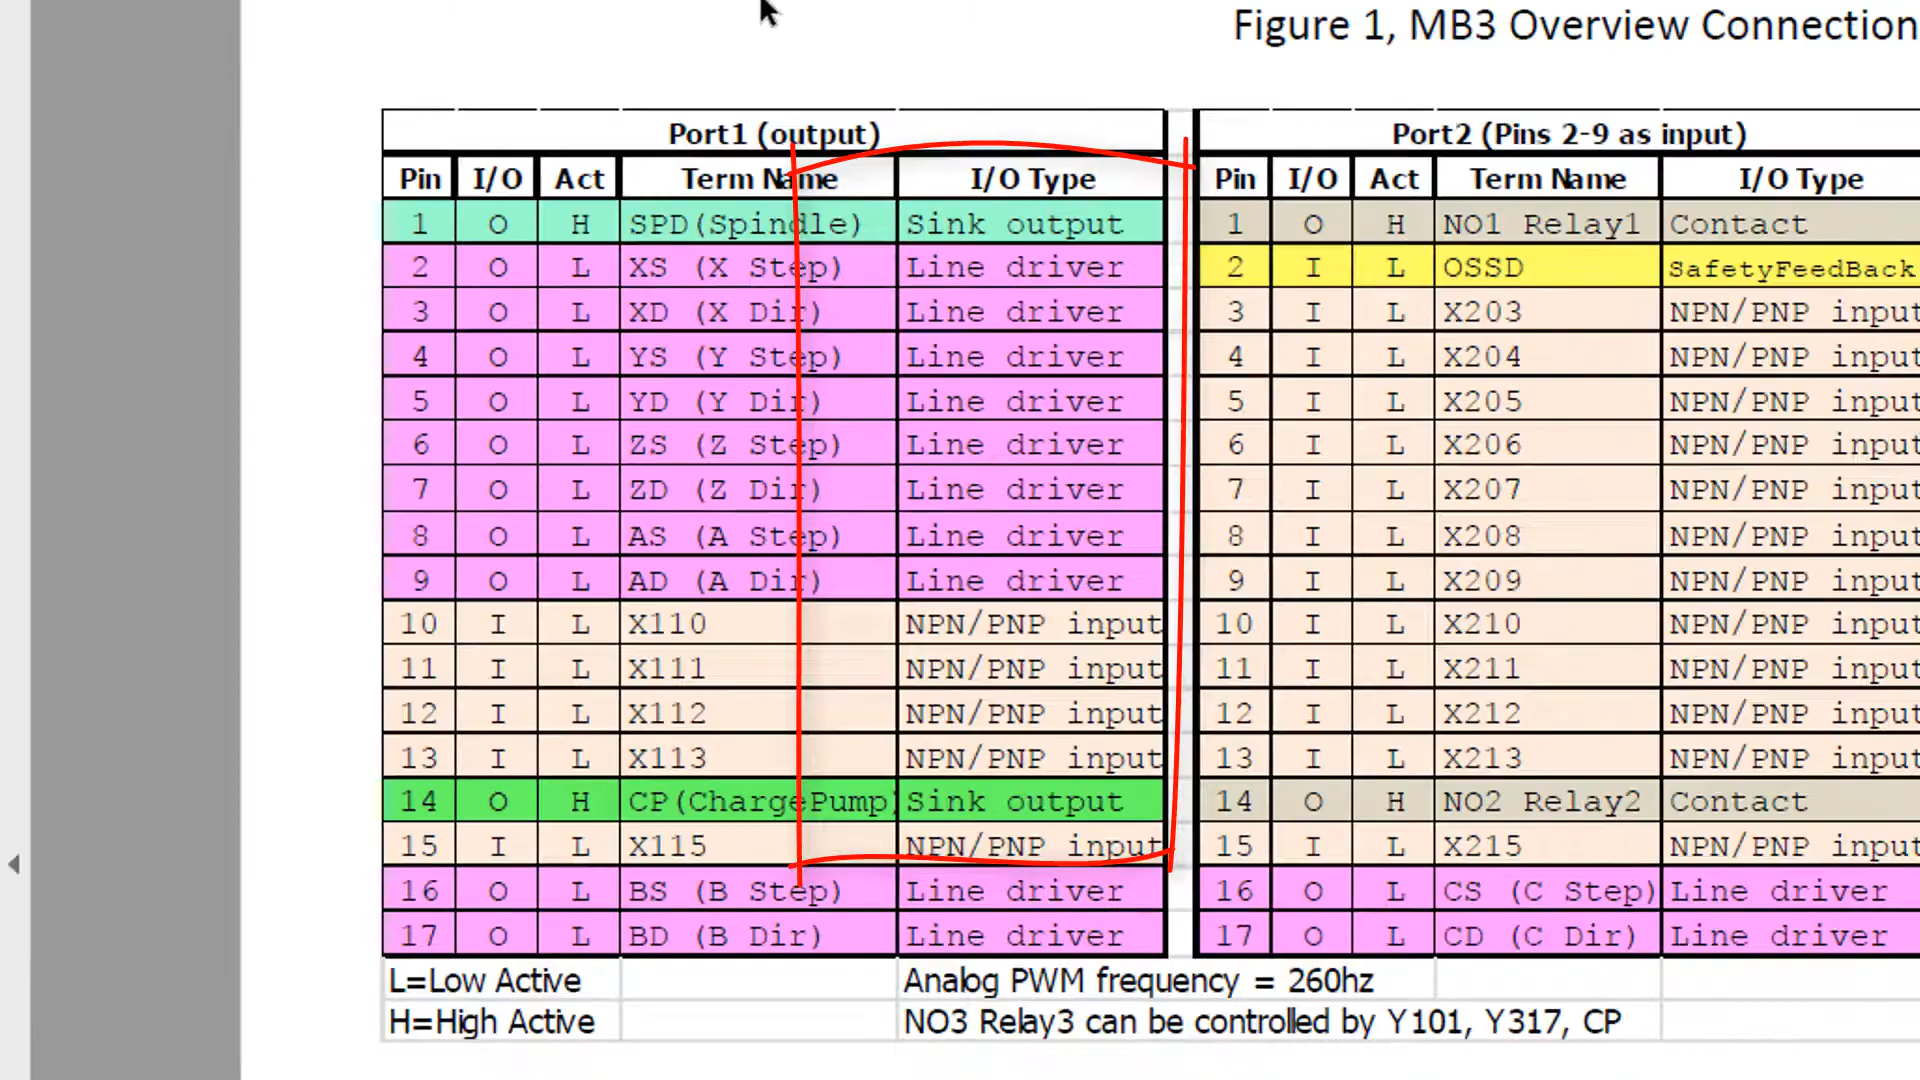 Figure 1, MB3 Overview Connection
Port1 (output) Port2 (Pins 2-9 as input)
Pin I/O Act Term Name I/O Type Pin I/O Act Term Name I/O Type
1 O H SPD(Spindle) Sink output 1 O H NO1 Relay1 Contact
2 O L XS (X Step) Line driver 2 I L OSSD SafetyFeedBack
3 O L XD (X Dir) Line driver 3 I L X203 NPN/PNP input
4 O L YS (Y Step) Line driver 4 I L X204 NPN/PNP input
5 O L YD (Y Dir) Line driver 5 I L X205 NPN/PNP input
6 O L ZS (Z Step) Line driver 6 I L X206 NPN/PNP input
7 O L ZD (Z Dir) Line driver 7 I L X207 NPN/PNP input
8 O L AS (A Step) Line driver 8 I L X208 NPN/PNP input
9 O L AD (A Dir) Line driver 9 I L X209 NPN/PNP input
10 I L X110 NPN/PNP input 10 I L X210 NPN/PNP input
11 I L X111 NPN/PNP input 11 I L X211 NPN/PNP input
12 I L X112 NPN/PNP input 12 I L X212 NPN/PNP input
13 I L X113 NPN/PNP input 13 I L X213 NPN/PNP input
14 O H CP(ChargePump) Sink output 14 O H NO2 Relay2 Contact
15 I L X115 NPN/PNP input 15 I L X215 NPN/PNP input
16 O L BS (B Step) Line driver 16 O L CS (C Step) Line driver
17 O L BD (B Dir) Line driver 17 O L CD (C Dir) Line driver
L=Low Active Analog PWM frequency = 260hz
H=High Active NO3 Relay3 can be controlled by Y101, Y317, CP